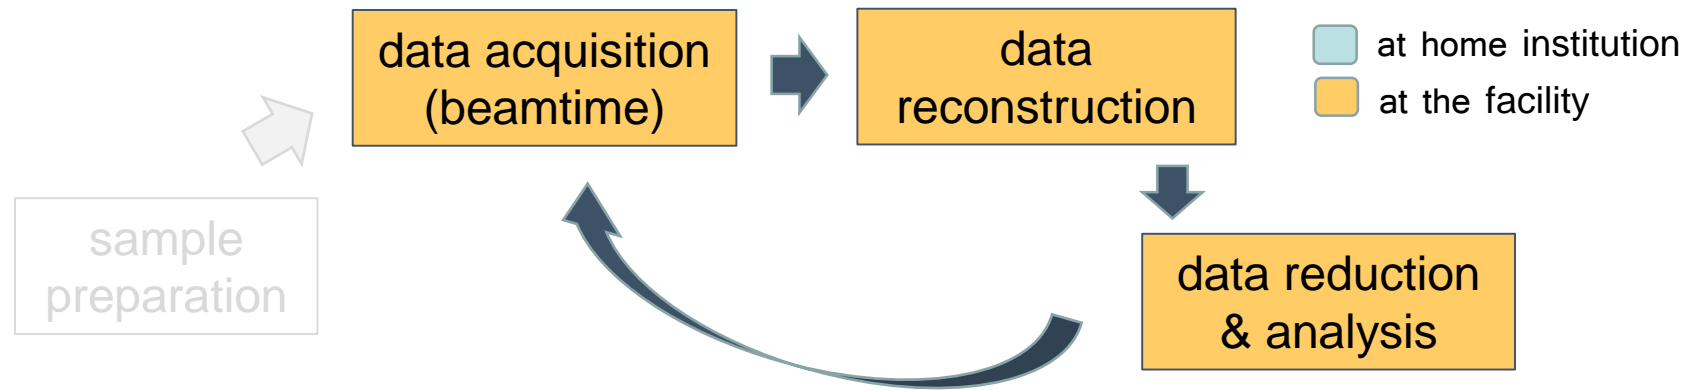 data acquisition
(beamtime)
data
reconstruction
at home institution
at the facility
sample
preparation
data reduction
& analysis